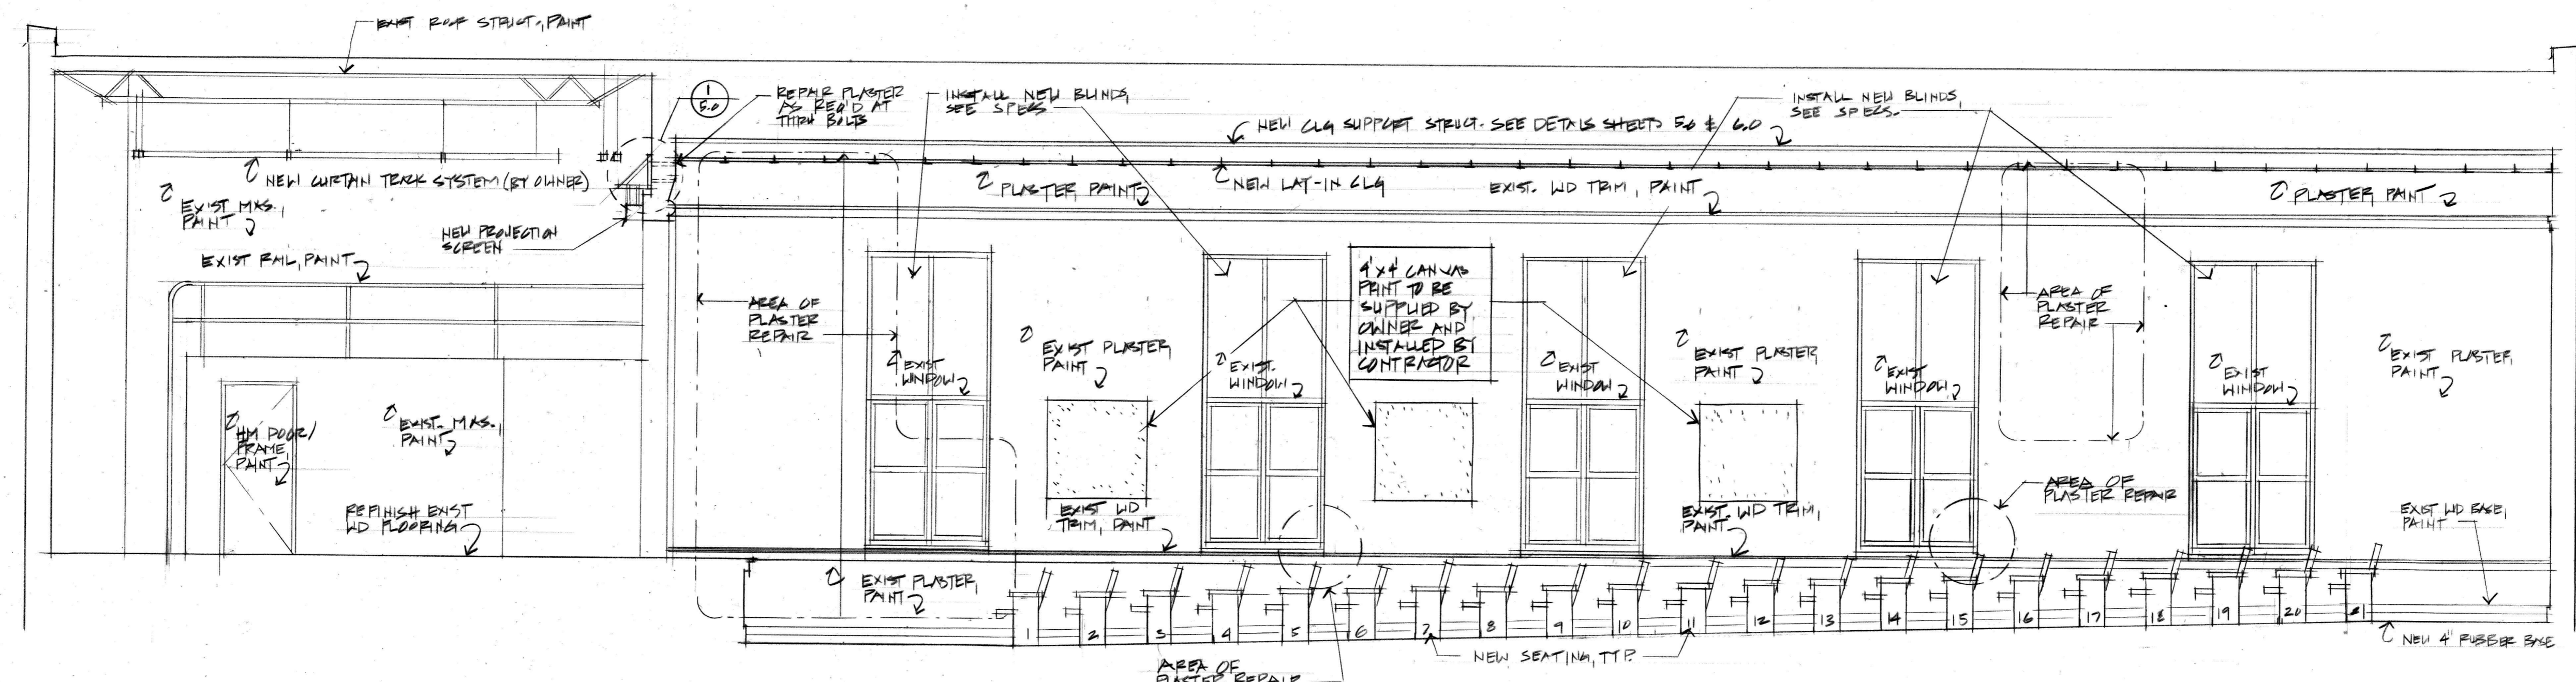 EXIST ROOF STRUCT., PAINT
1
5.0
REPAIR PLASTER
AS REQ'D AT
THRU BOLTS
INSTALL NEW BLINDS,
SEE SPECS
INSTALL NEW BLINDS,
SEE SPECS.
NEW CLG SUPPORT STRUCT. SEE DETAILS SHEETS 5.0 & 6.0
NEW CURTAIN TRACK SYSTEM (BY OWNER)
PLASTER, PAINT
NEW LAY-IN CLG
EXIST. WD TRIM, PAINT
PLASTER, PAINT
EXIST MAS.,
PAINT
NEW PROJECTION
SCREEN
EXIST RAIL, PAINT
AREA OF
PLASTER
REPAIR
EXIST PLASTER,
PAINT
4'x4' CANVAS
PRINT TO BE
SUPPLIED BY
OWNER AND
INSTALLED BY
CONTRACTOR
EXIST PLASTER,
PAINT
AREA OF
PLASTER
REPAIR
EXIST PLASTER,
PAINT
EXIST
WINDOW
EXIST.
WINDOW
EXIST
WINDOW
EXIST
WINDOW
EXIST
WINDOW
HM DOOR/
FRAME,
PAINT
EXIST. MAS.,
PAINT
REFINISH EXIST
WD FLOORING
EXIST WD
TRIM, PAINT
EXIST. WD TRIM,
PAINT
AREA OF
PLASTER REPAIR
EXIST WD BASE,
PAINT
EXIST PLASTER,
PAINT
1 2 3 4 5 6 7 8 9 10 11 12 13 14 15 16 17 18 19 20 21
NEW 4" RUBBER BASE
NEW SEATING, TYP.
AREA OF
PLASTER REPAIR